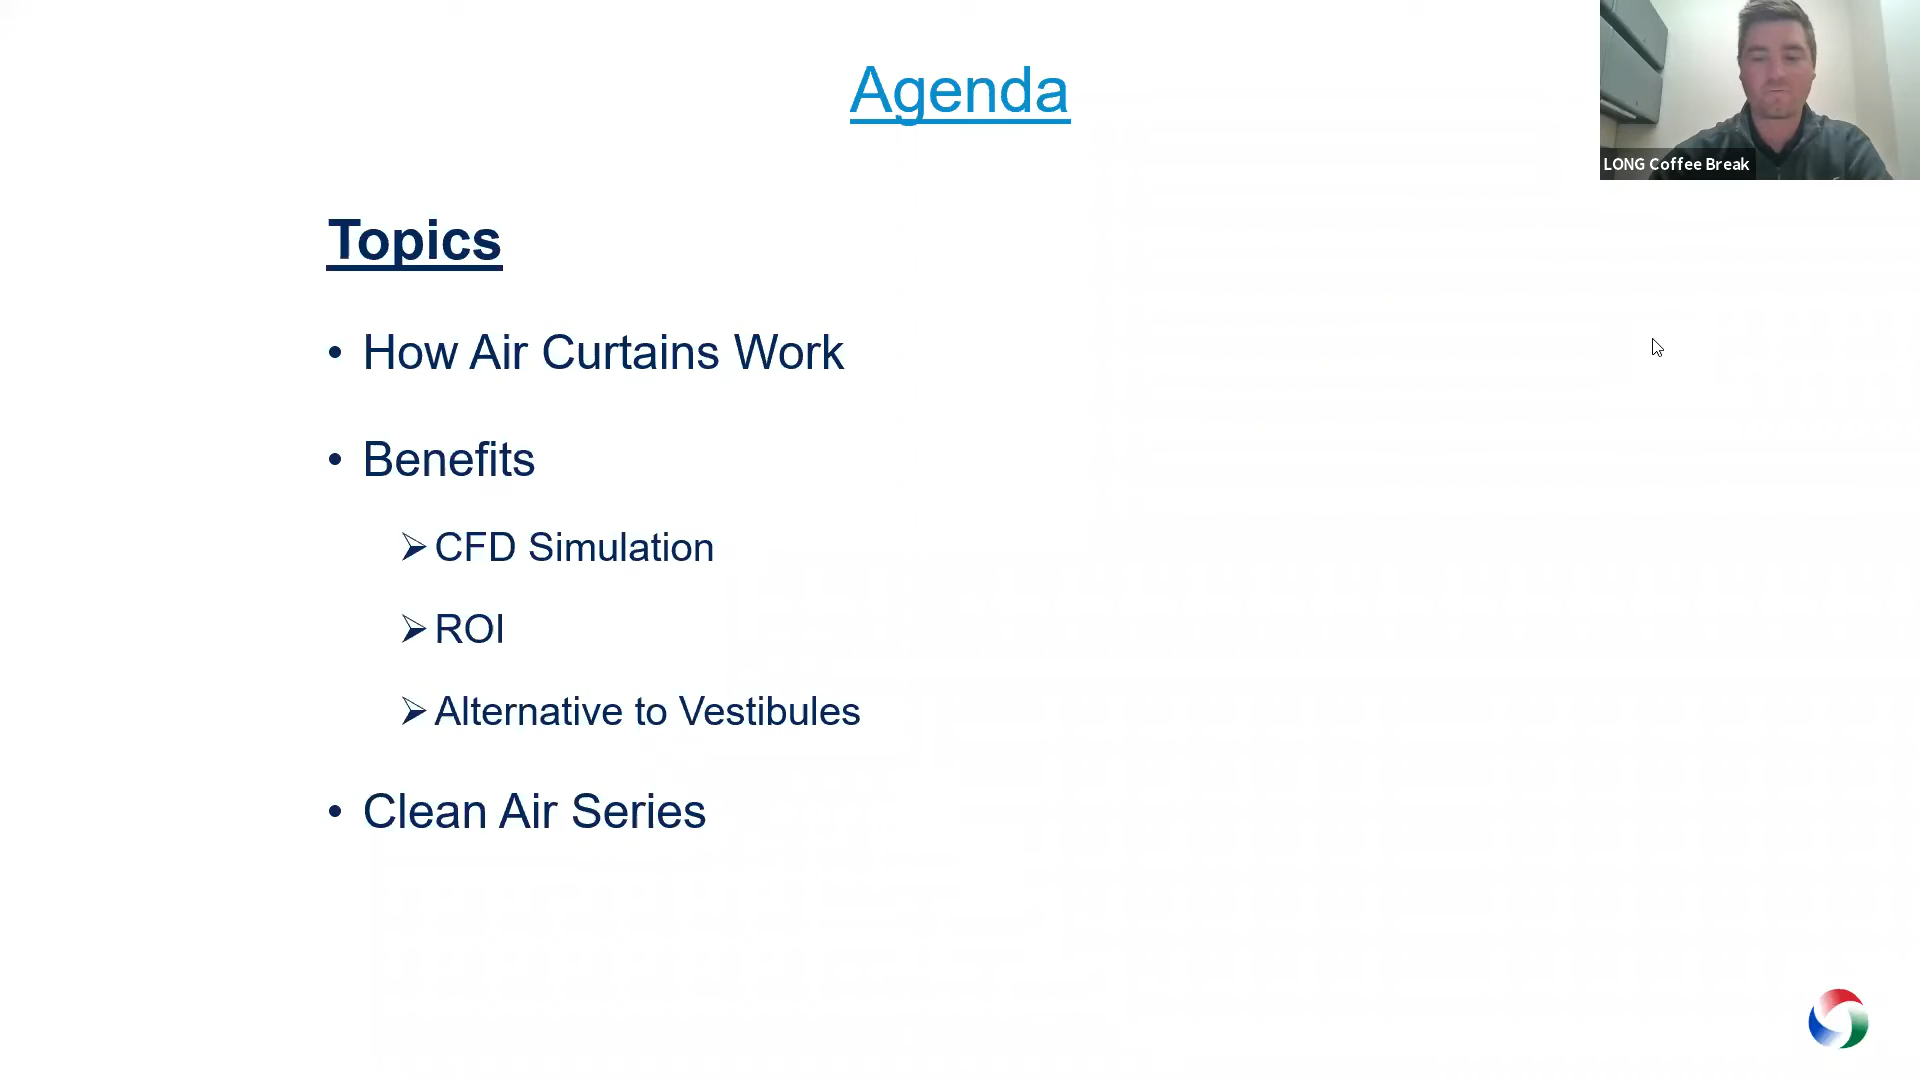 Agenda
LONG Coffee Break
Topics
• How Air Curtains Work
• Benefits
➢ CFD Simulation
➢ ROI
➢ Alternative to Vestibules
• Clean Air Series